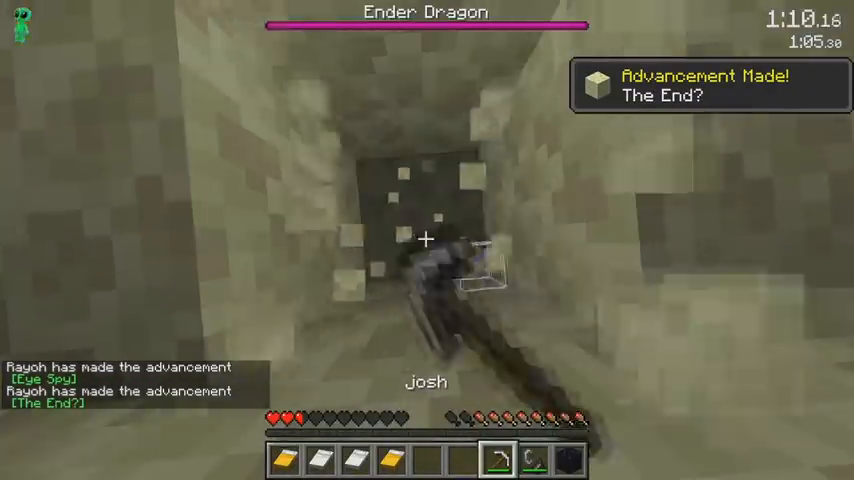 Ender Dragon
1:10.16
1:05.30
Advancement Made!
The End?
Rayoh has made the advancement
[Eye Spy]
Rayoh has made the advancement
[The End?]
josh